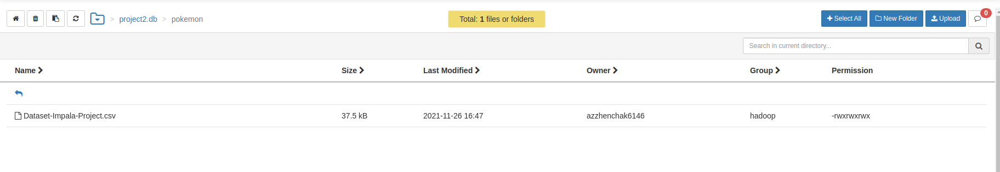 > project2.db > pokemon
Total: 1 files or folders
Select All
New Folder
Upload
0
Search in current directory...
Name Size Last Modified Owner Group Permission
Dataset-Impala-Project.csv 37.5 kB 2021-11-26 16:47 azzhenchak6146 hadoop -rwxrwxrwx